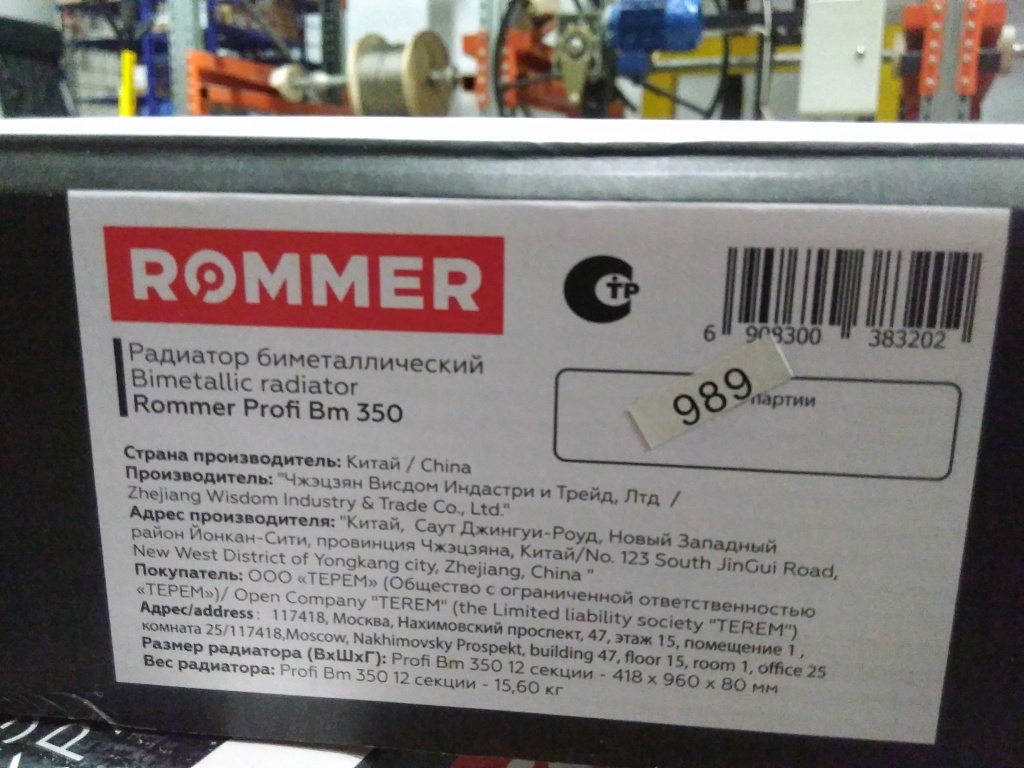 ROMMER
СТР
6 908300 383202
Радиатор биметаллический
Bimetallic radiator
Rommer Profi Bm 350
989
партии
Страна производитель: Китай / China
Производитель: "Чжэцзян Висдом Индастри и Трейд, Лтд /
Zhejiang Wisdom Industry & Trade Co., Ltd."
Адрес производителя: "Китай, Саут Джингуи-Роуд, Новый Западный
район Йонкан-Сити, провинция Чжэцзяна, Китай/No. 123 South JinGui Road,
New West District of Yongkang city, Zhejiang, China "
Покупатель: ООО «ТЕРЕМ» (Общество с ограниченной ответственностью
«ТЕРЕМ»)/ Open Company "TEREM" (the Limited liability society "TEREM")
Адрес/address: 117418, Москва, Нахимовский проспект, 47, этаж 15, помещение 1 ,
комната 25/117418,Moscow, Nakhimovsky Prospekt, building 47, floor 15, room 1, office 25
Размер радиатора (ВхШхГ): Profi Bm 350 12 секции - 418 x 960 x 80 мм
Вес радиатора: Profi Bm 350 12 секции - 15,60 кг